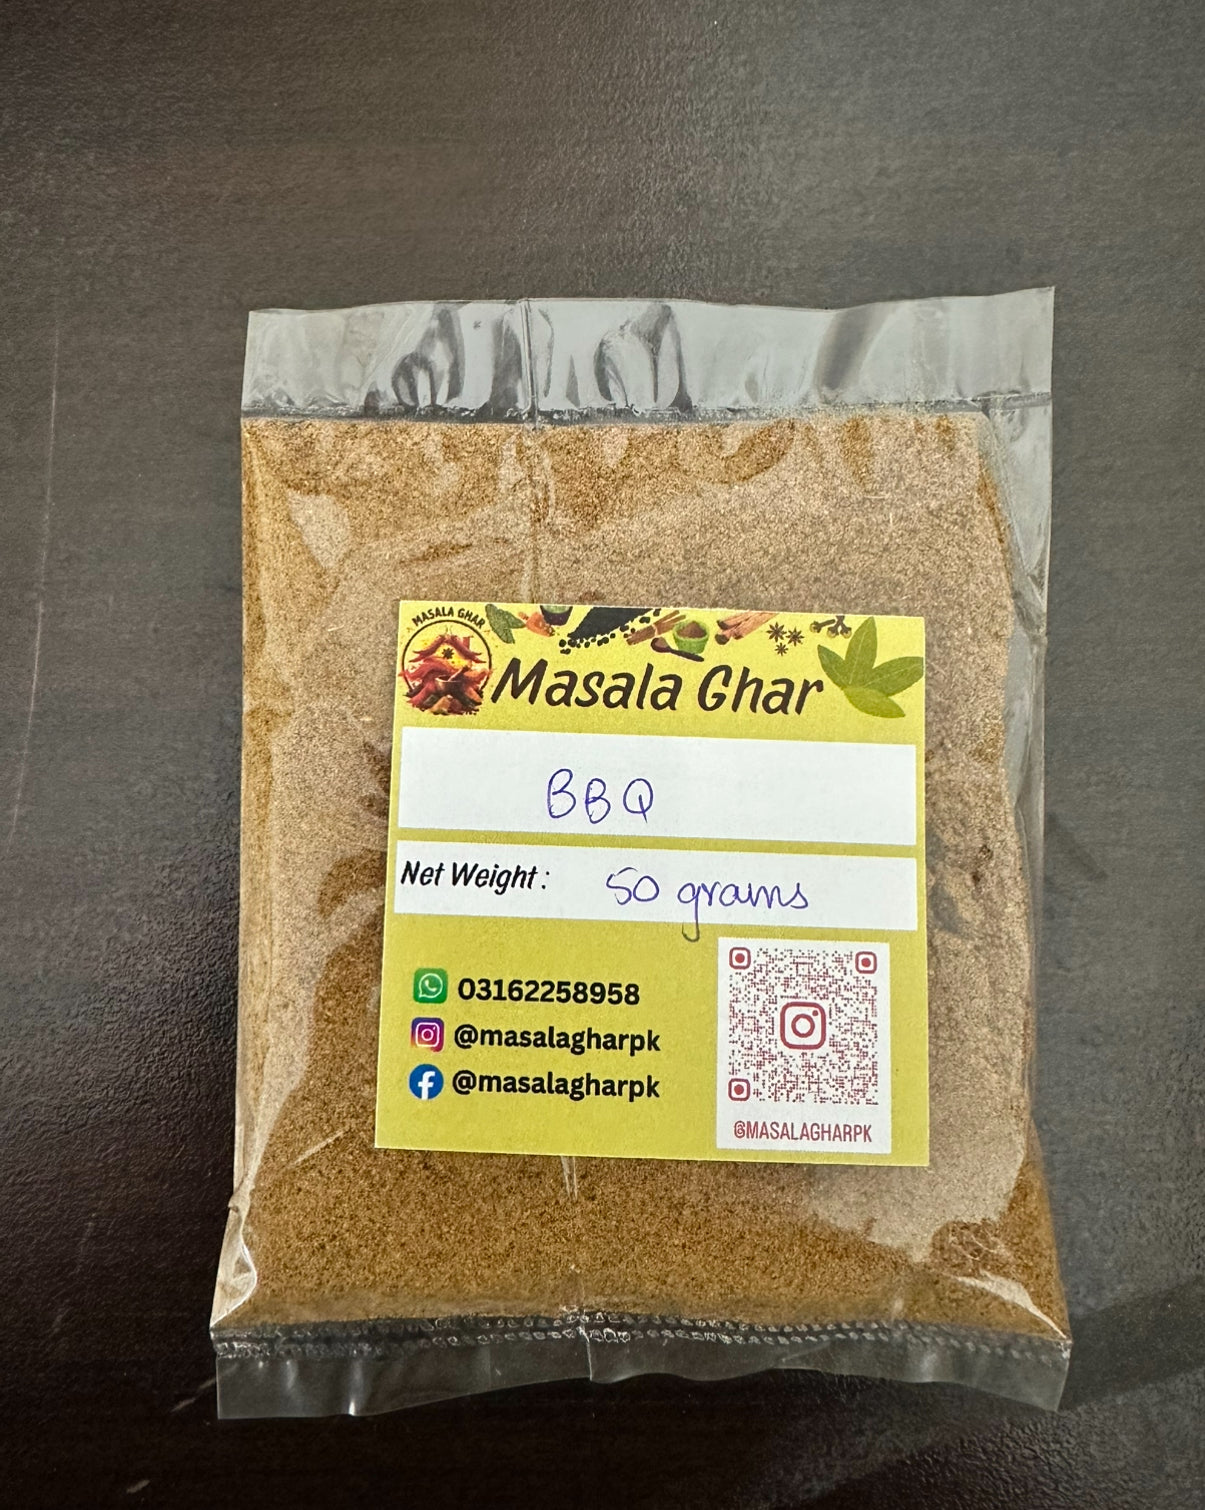 MASALA GHAR
Masala Ghar
BBQ
Net Weight: 50 grams
03162258958
@masalagharpk
@masalagharpk
@MASALAGHARPK